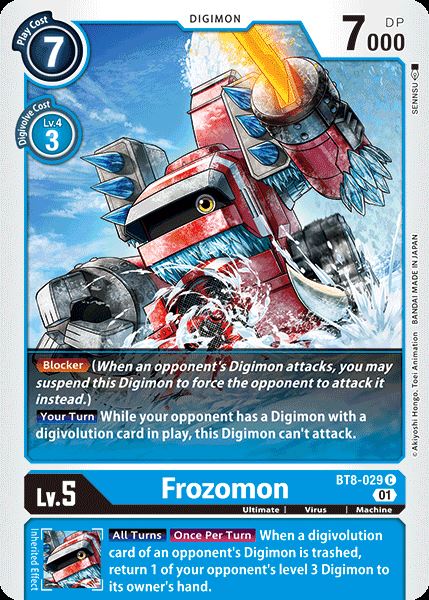 DIGIMON
Play Cost
7
7000 DP
Digivolve Cost
Lv.4
3
SENNSU
©Akiyoshi Hongo, Toei Animation BANDAI MADE IN JAPAN
Blocker (When an opponent's Digimon attacks, you may
suspend this Digimon to force the opponent to attack it
instead.)
Your Turn While your opponent has a Digimon with a
digivolution card in play, this Digimon can't attack.
BT8-029 C
Lv.5 Frozomon 01
Ultimate | Virus | Machine
Inherited Effect
All Turns Once Per Turn When a digivolution
card of an opponent's Digimon is trashed,
return 1 of your opponent's level 3 Digimon to
its owner's hand.